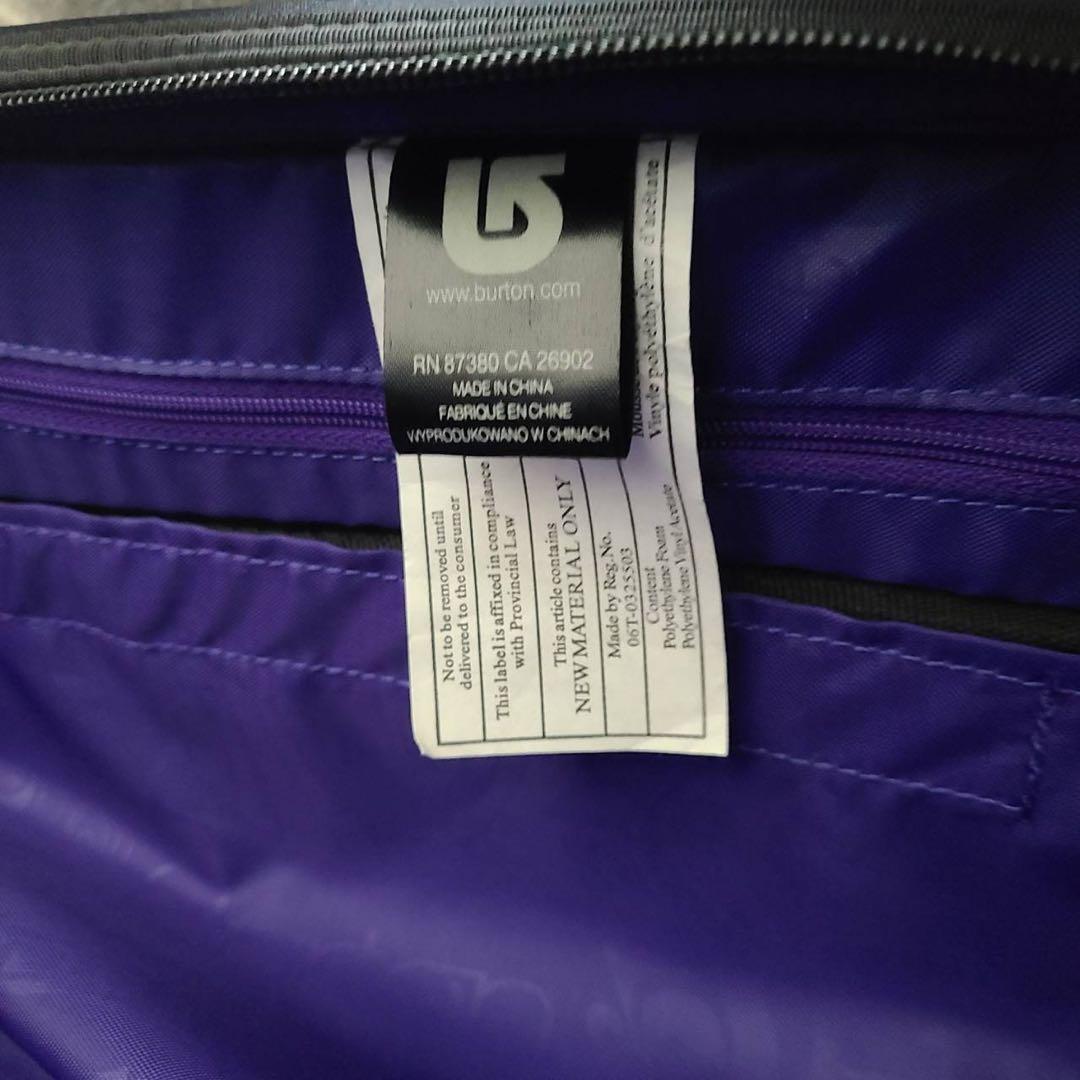 www.burton.com
RN 87380 CA 26902
MADE IN CHINA
FABRIQUÉ EN CHINE
WYPRODUKOWANO W CHINACH
Vinyle polyéthylène d'acétate
Not to be removed until
delivered to the consumer
This label is affixed in compliance
with Provincial Law
This article contains
NEW MATERIAL ONLY
Made by Reg.No.
06T-0325503
Content
Polyethylene Foam
Polyethylene Vinyl Acetate